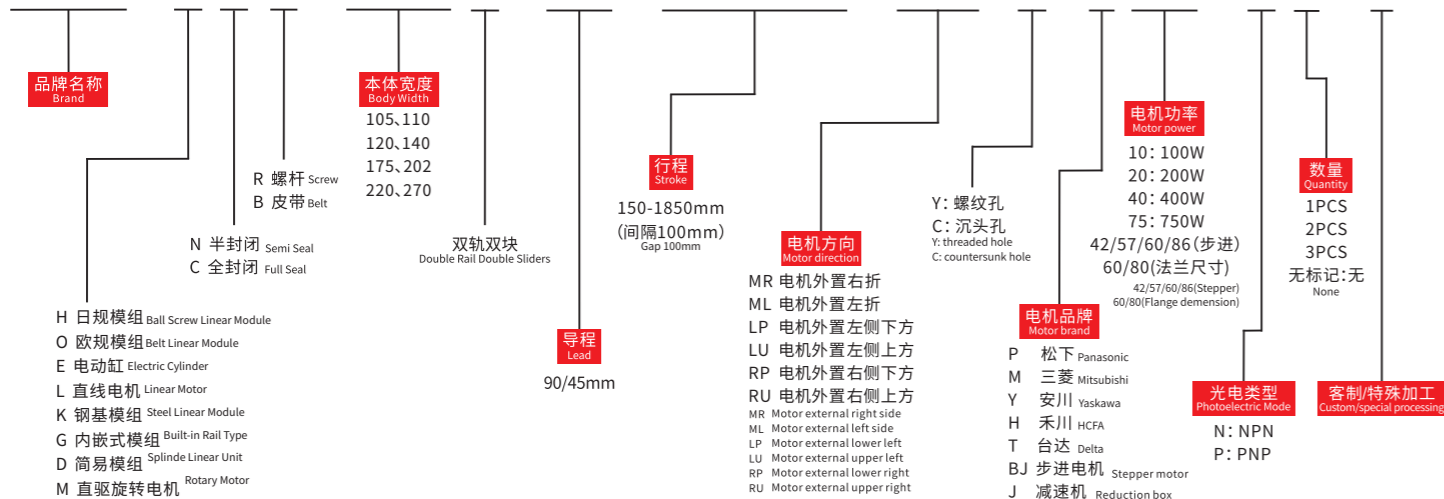 品牌名称
Brand
H 日规模组 Ball Screw Linear Module
O 欧规模组 Belt Linear Module
E 电动缸 Electric Cylinder
L 直线电机 Linear Motor
K 钢基模组 Steel Linear Module
G 内嵌式模组 Built-in Rail Type
D 简易模组 Splinde Linear Unit
M 直驱旋转电机 Rotary Motor
N 半封闭 Semi Seal
C 全封闭 Full Seal
R 螺杆 Screw
B 皮带 Belt
本体宽度
Body Width
105、110
120、140
175、202
220、270
双轨双块
Double Rail Double Sliders
导程
Lead
90/45mm
行程
Stroke
150-1850mm
(间隔100mm)
Gap 100mm
电机方向
Motor direction
MR 电机外置右折
ML 电机外置左折
LP 电机外置左侧下方
LU 电机外置左侧上方
RP 电机外置右侧下方
RU 电机外置右侧上方
MR Motor external right side
ML Motor external left side
LP Motor external lower left
LU Motor external upper left
RP Motor external lower right
RU Motor external upper right
Y: 螺纹孔
C: 沉头孔
Y: threaded hole
C: countersunk hole
电机品牌
Motor brand
P 松下 Panasonic
M 三菱 Mitsubishi
Y 安川 Yaskawa
H 禾川 HCFA
T 台达 Delta
BJ 步进电机 Stepper motor
J 减速机 Reduction box
电机功率
Motor power
10: 100W
20: 200W
40: 400W
75: 750W
42/57/60/86(步进)
60/80(法兰尺寸)
42/57/60/86(Stepper)
60/80(Flange demension)
光电类型
Photoelectric Mode
N: NPN
P: PNP
数量
Quantity
1PCS
2PCS
3PCS
无标记:无
None
客制/特殊加工
Custom/special processing